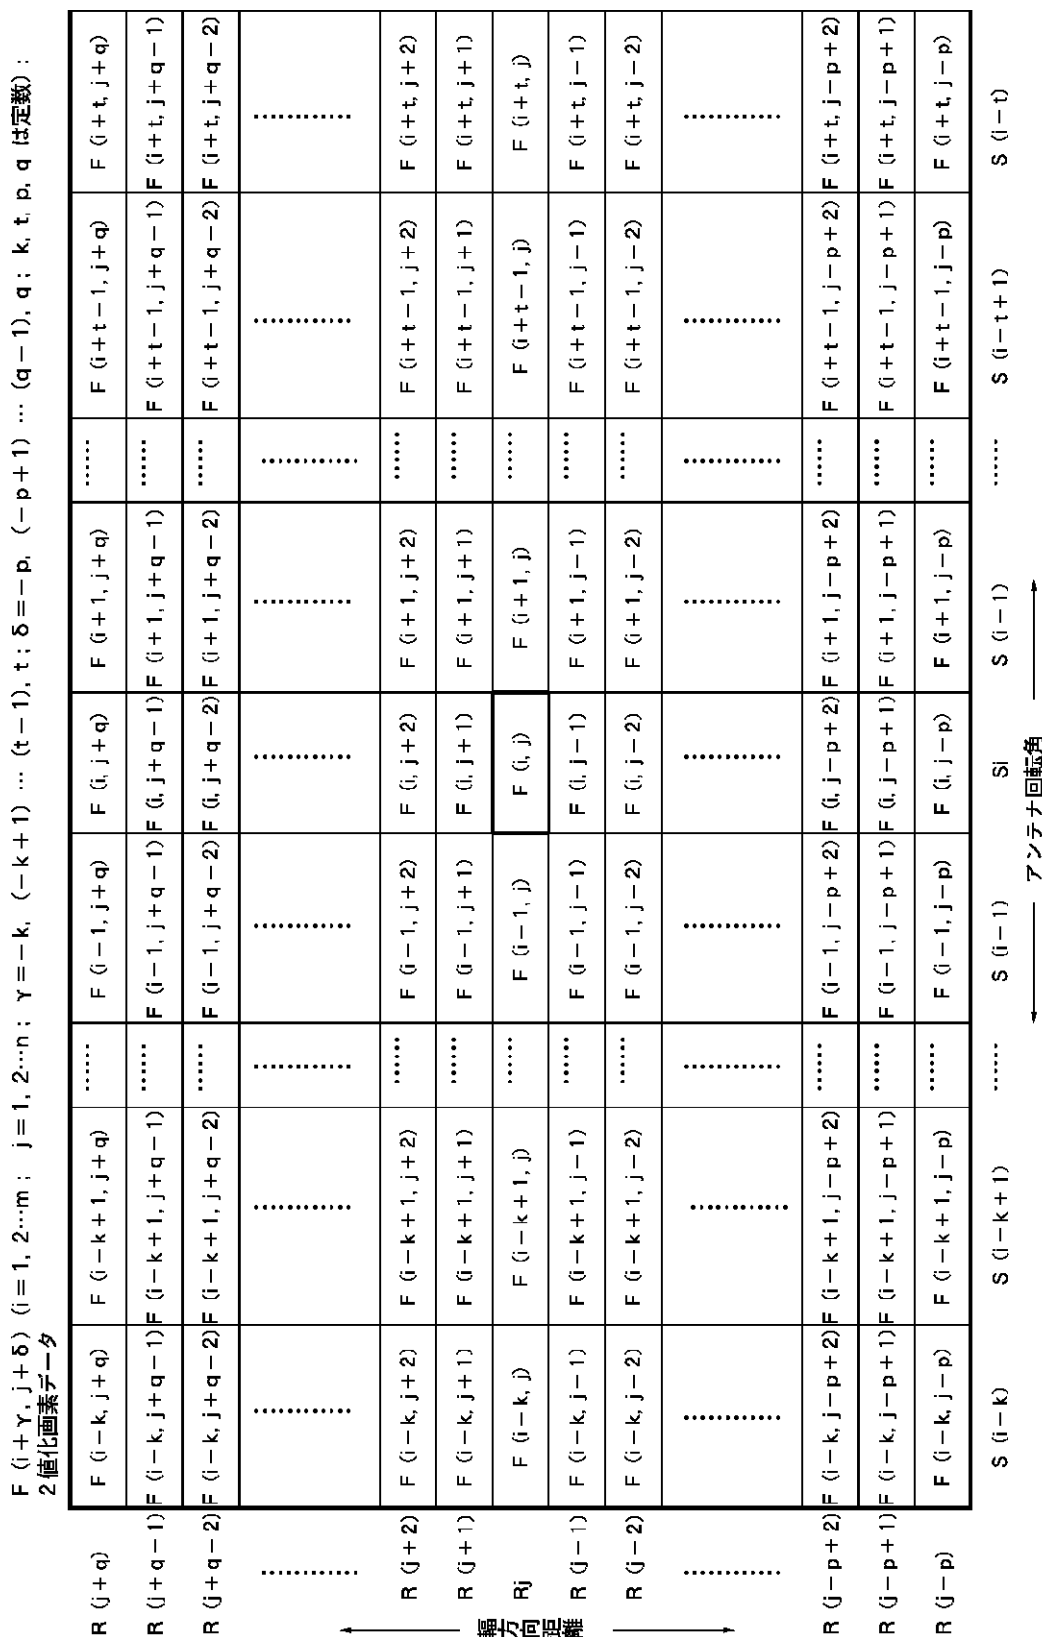 F (i+γ, j+δ) (i=1, 2…m ; j=1, 2…n ; γ=−k, (−k+1) … (t−1), t ; δ=−p, (−p+1) … (q−1), q ; k, t, p, q は定数) :
2値化画素データ
R (j+q) F (i−k, j+q) F (i−k+1, j+q) …… F (i−1, j+q) F (i, j+q) F (i+1, j+q) …… F (i+t−1, j+q) F (i+t, j+q)
R (j+q−1) F (i−k, j+q−1) F (i−k+1, j+q−1) …… F (i−1, j+q−1) F (i, j+q−1) F (i+1, j+q−1) …… F (i+t−1, j+q−1) F (i+t, j+q−1)
R (j+q−2) F (i−k, j+q−2) F (i−k+1, j+q−2) …… F (i−1, j+q−2) F (i, j+q−2) F (i+1, j+q−2) …… F (i+t−1, j+q−2) F (i+t, j+q−2)
………… ………… ………… ………… ………… ………… ………… ………… ………… …………
R (j+2) F (i−k, j+2) F (i−k+1, j+2) …… F (i−1, j+2) F (i, j+2) F (i+1, j+2) …… F (i+t−1, j+2) F (i+t, j+2)
R (j+1) F (i−k, j+1) F (i−k+1, j+1) …… F (i−1, j+1) F (i, j+1) F (i+1, j+1) …… F (i+t−1, j+1) F (i+t, j+1)
Rj F (i−k, j) F (i−k+1, j) …… F (i−1, j) F (i, j) F (i+1, j) …… F (i+t−1, j) F (i+t, j)
R (j−1) F (i−k, j−1) F (i−k+1, j−1) …… F (i−1, j−1) F (i, j−1) F (i+1, j−1) …… F (i+t−1, j−1) F (i+t, j−1)
R (j−2) F (i−k, j−2) F (i−k+1, j−2) …… F (i−1, j−2) F (i, j−2) F (i+1, j−2) …… F (i+t−1, j−2) F (i+t, j−2)
………… ………… ………… ………… ………… ………… ………… ………… ………… …………
R (j−p+2) F (i−k, j−p+2) F (i−k+1, j−p+2) …… F (i−1, j−p+2) F (i, j−p+2) F (i+1, j−p+2) …… F (i+t−1, j−p+2) F (i+t, j−p+2)
R (j−p+1) F (i−k, j−p+1) F (i−k+1, j−p+1) …… F (i−1, j−p+1) F (i, j−p+1) F (i+1, j−p+1) …… F (i+t−1, j−p+1) F (i+t, j−p+1)
R (j−p) F (i−k, j−p) F (i−k+1, j−p) …… F (i−1, j−p) F (i, j−p) F (i+1, j−p) …… F (i+t−1, j−p) F (i+t, j−p)
S (i−k) S (i−k+1) …… S (i−1) Si S (i−1) …… S (i−t+1) S (i−t)
輻方向距離
アンテナ回転角